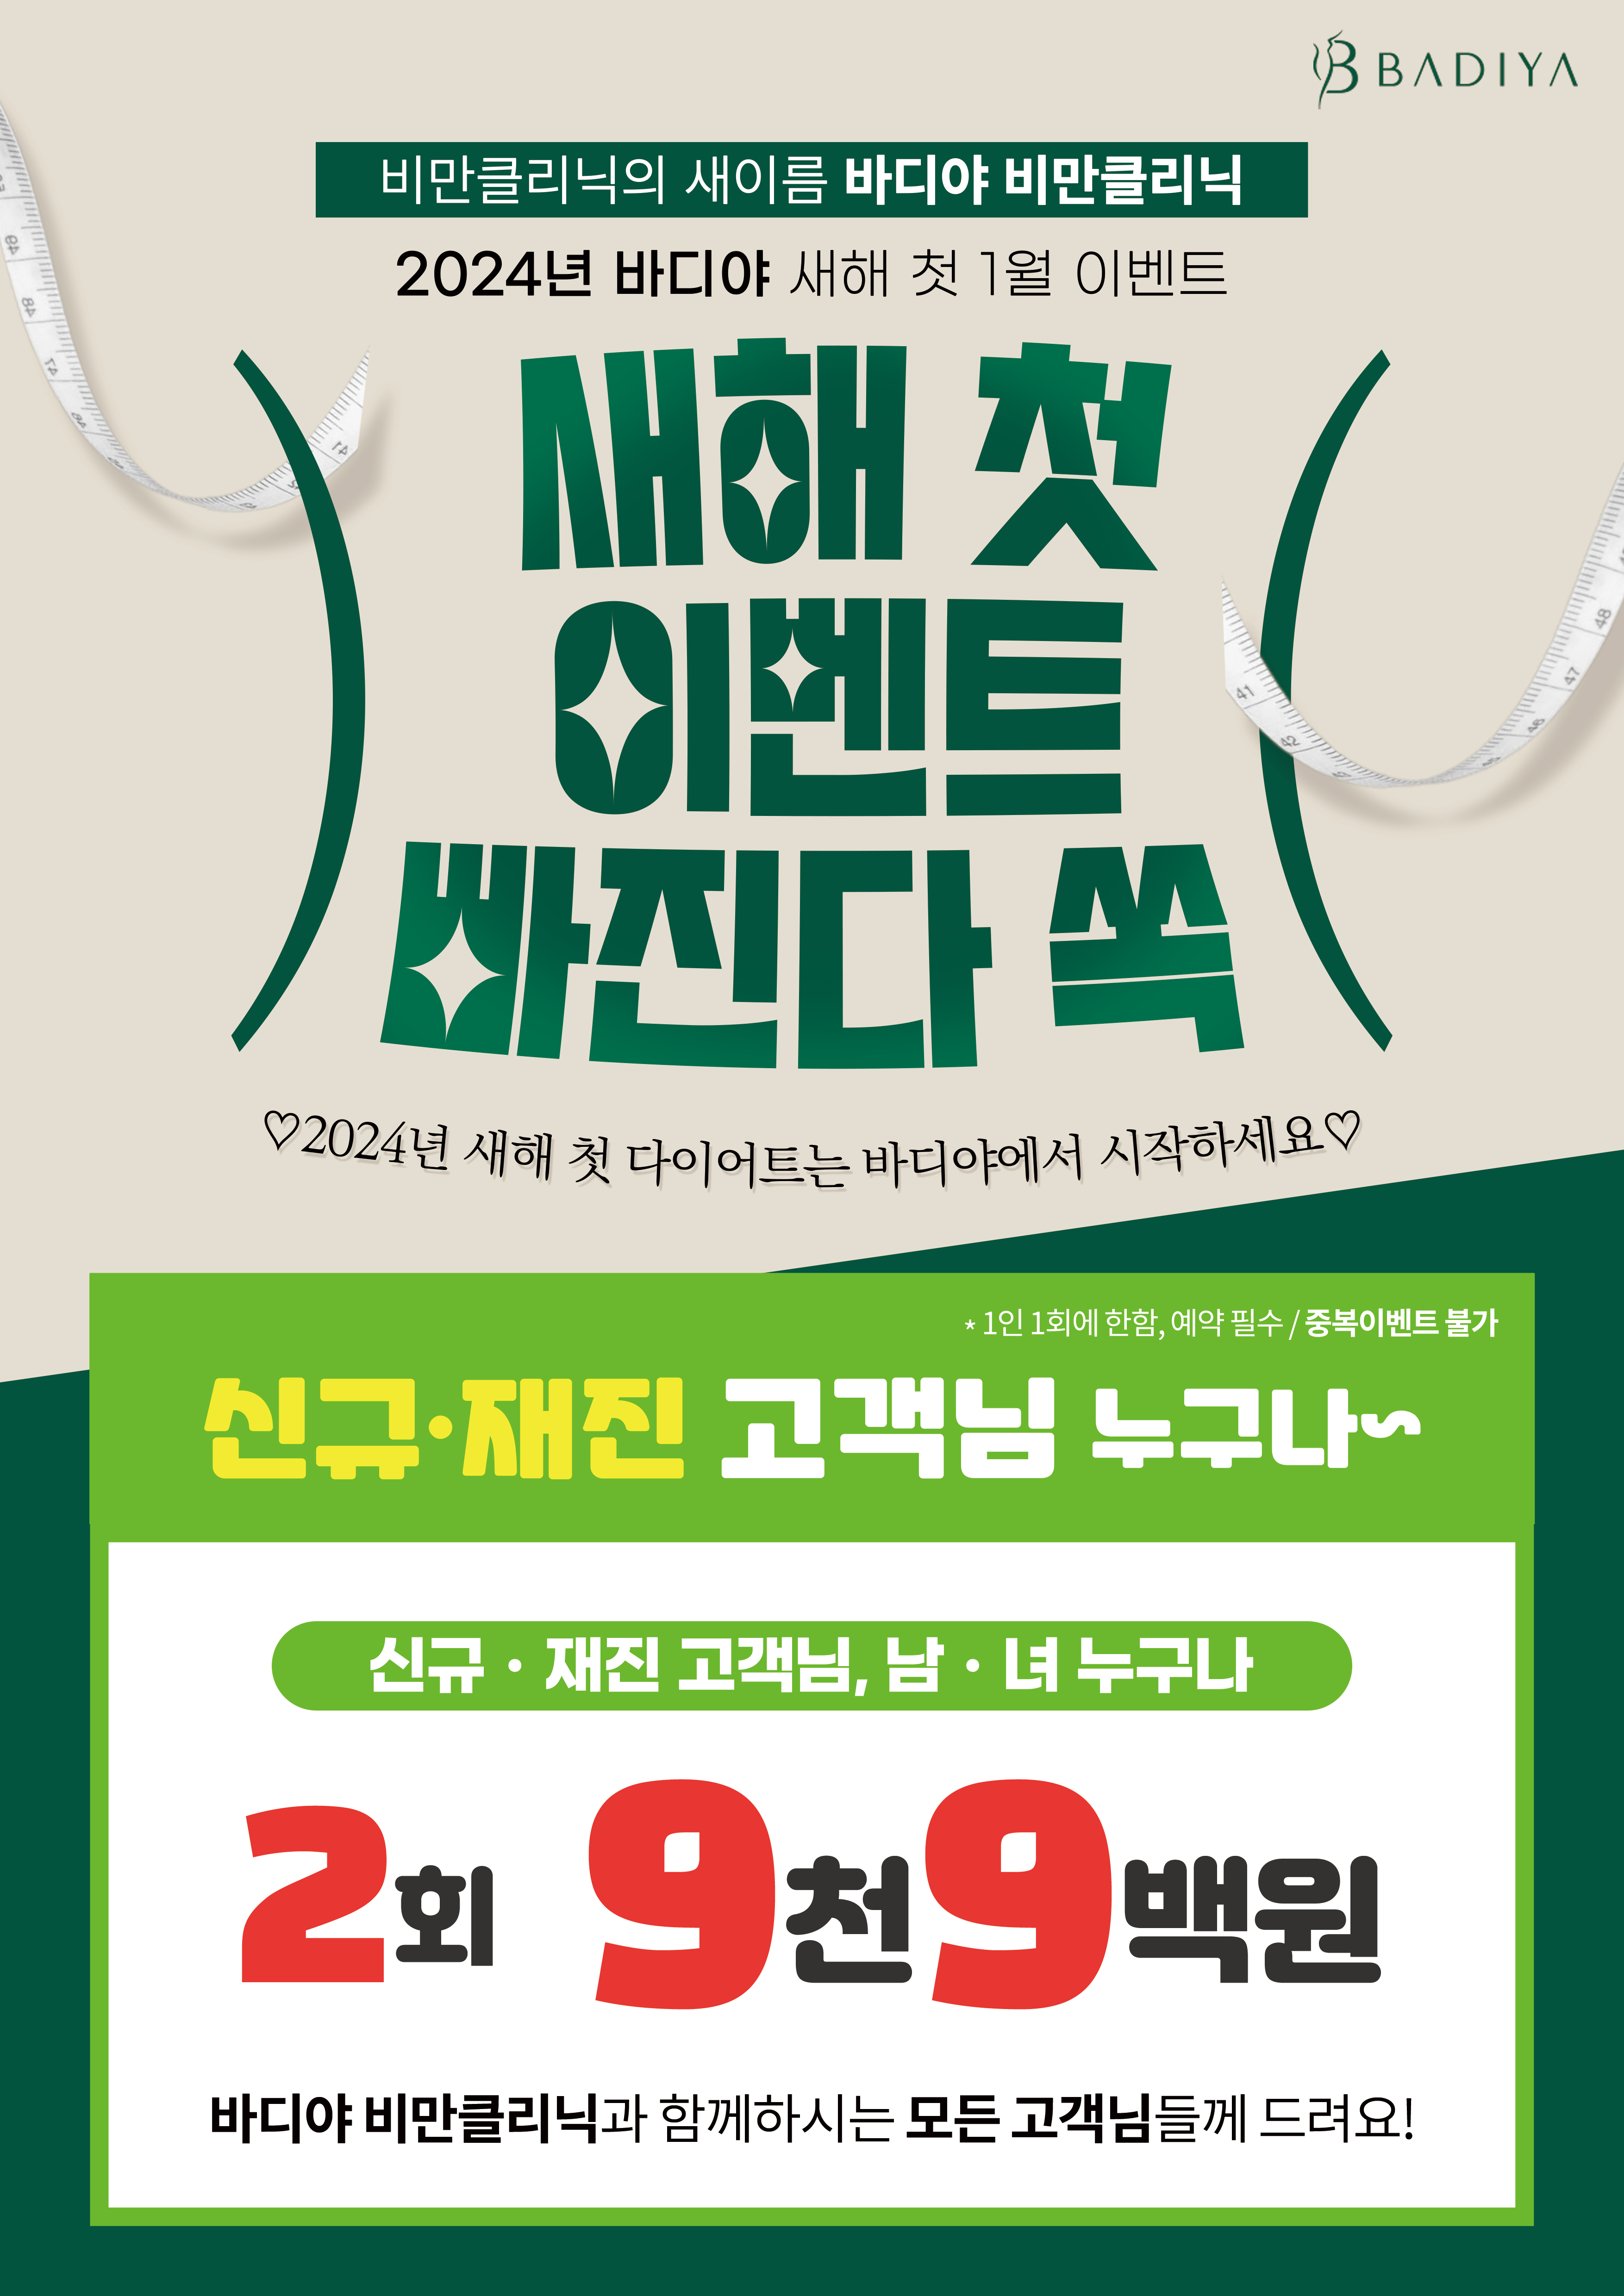 BADIYA
비만클리닉의 새이름 바디야 비만클리닉
2024년 바디야 새해 첫 1월 이벤트
새해 첫
이벤트
빠진다 쏙
♡2024년 새해 첫 다이어트는 바디야에서 시작하세요♡
* 1인 1회에 한함, 예약 필수 / 중복이벤트 불가
신규·재진 고객님 누구나~
신규 · 재진 고객님, 남 · 녀 누구나
2회 9천9백원
바디야 비만클리닉과 함께하시는 모든 고객님들께 드려요!